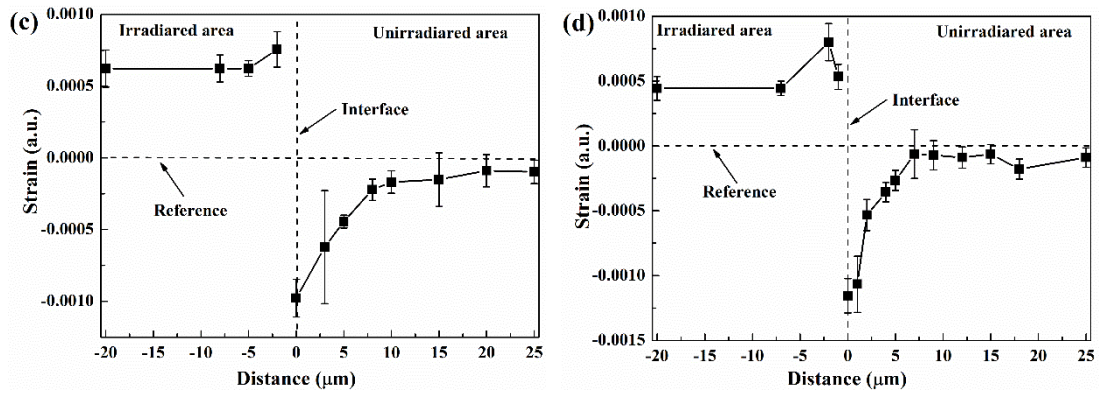 (c)
Irradiared area
Unirradiared area
Interface
Reference
Strain (a.u.)
0.0010
0.0005
0.0000
-0.0005
-0.0010
-20 -15 -10 -5 0 5 10 15 20 25
Distance (μm)
(d)
Irradiared area
Unirradiared area
Interface
Reference
Strain (a.u.)
0.0010
0.0005
0.0000
-0.0005
-0.0010
-0.0015
-20 -15 -10 -5 0 5 10 15 20 25
Distance (μm)